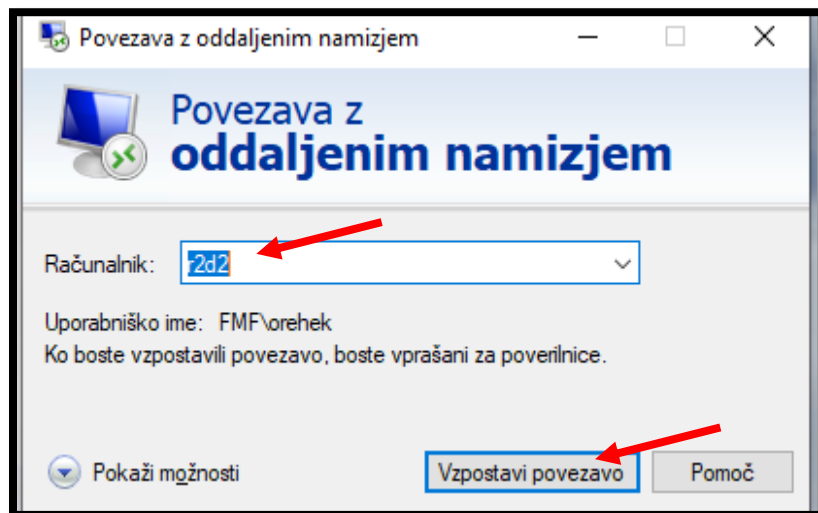 Povezava z oddaljenim namizjem
Povezava z
oddaljenim namizjem
Računalnik: r2d2
Uporabniško ime: FMF\orehek
Ko boste vzpostavili povezavo, boste vprašani za poverilnice.
Pokaži možnosti Vzpostavi povezavo Pomoč